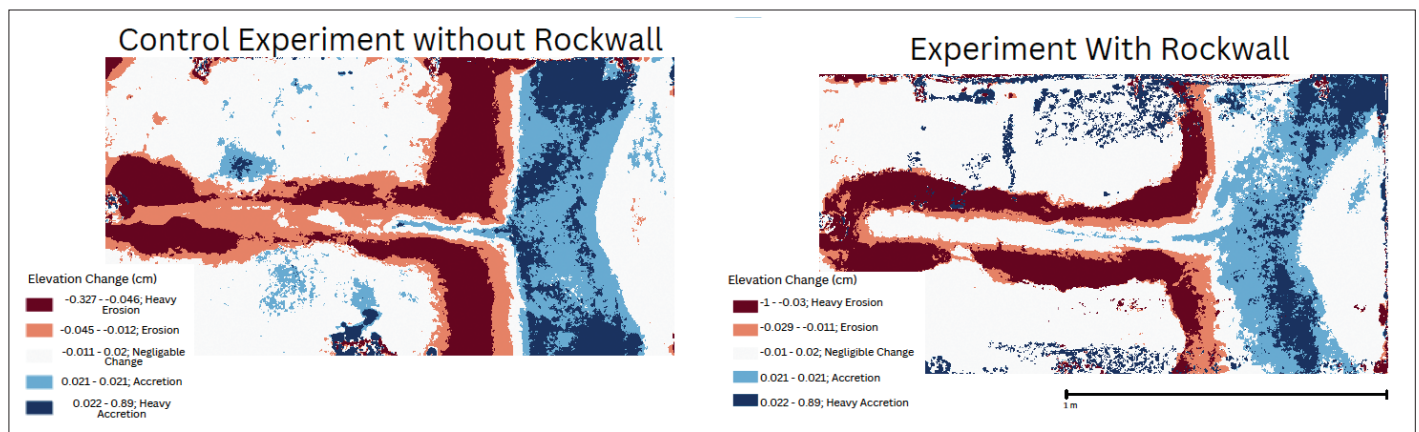 Control Experiment without Rockwall
Elevation Change (cm)
-0.327 - -0.046; Heavy
Erosion
-0.045 - -0.012; Erosion
-0.011 - 0.02; Negligable
Change
0.021 - 0.021; Accretion
0.022 - 0.89; Heavy
Accretion
Experiment With Rockwall
Elevation Change (cm)
-1 - -0.03; Heavy Erosion
-0.029 - -0.011; Erosion
-0.01 - 0.02; Negligible Change
0.021 - 0.021; Accretion
0.022 - 0.89; Heavy Accretion
1 m